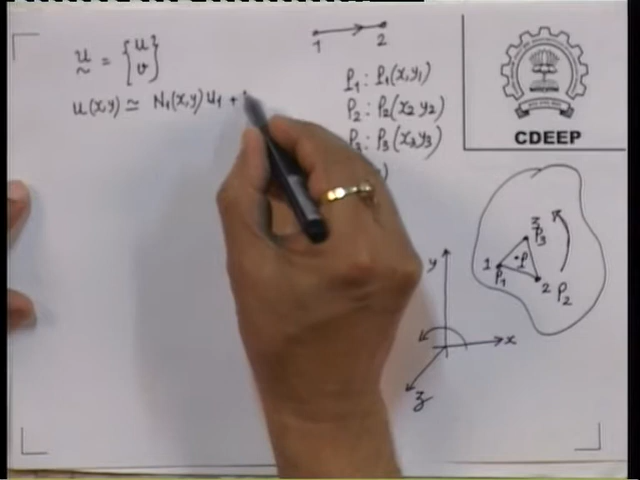 u = { u
v }
u(x,y) ≃ N₁(x,y) u₁ +
1 2
P₁ : P₁(x,y₁)
P₂ : P₂(x₂ y₂)
P₃ : P₃(x₃ y₃)
)
CDEEP
3
P₃
1 P
P₁
2 P₂
y
x
z